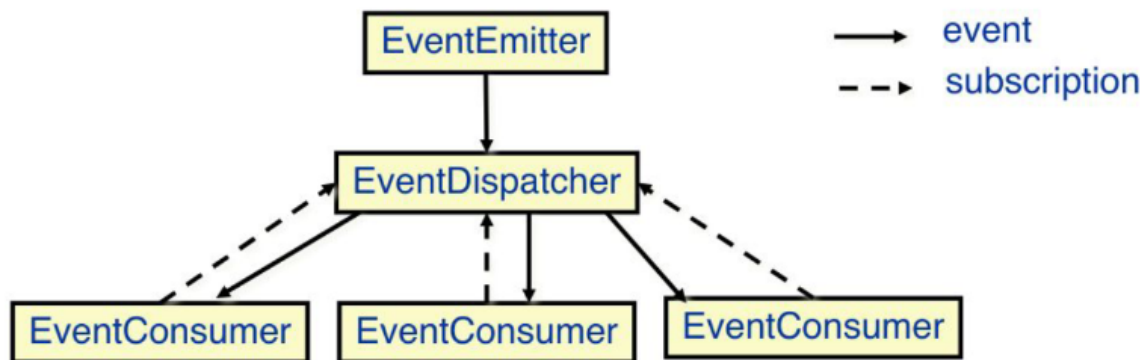 EventEmitter
event
subscription
EventDispatcher
EventConsumer
EventConsumer
EventConsumer